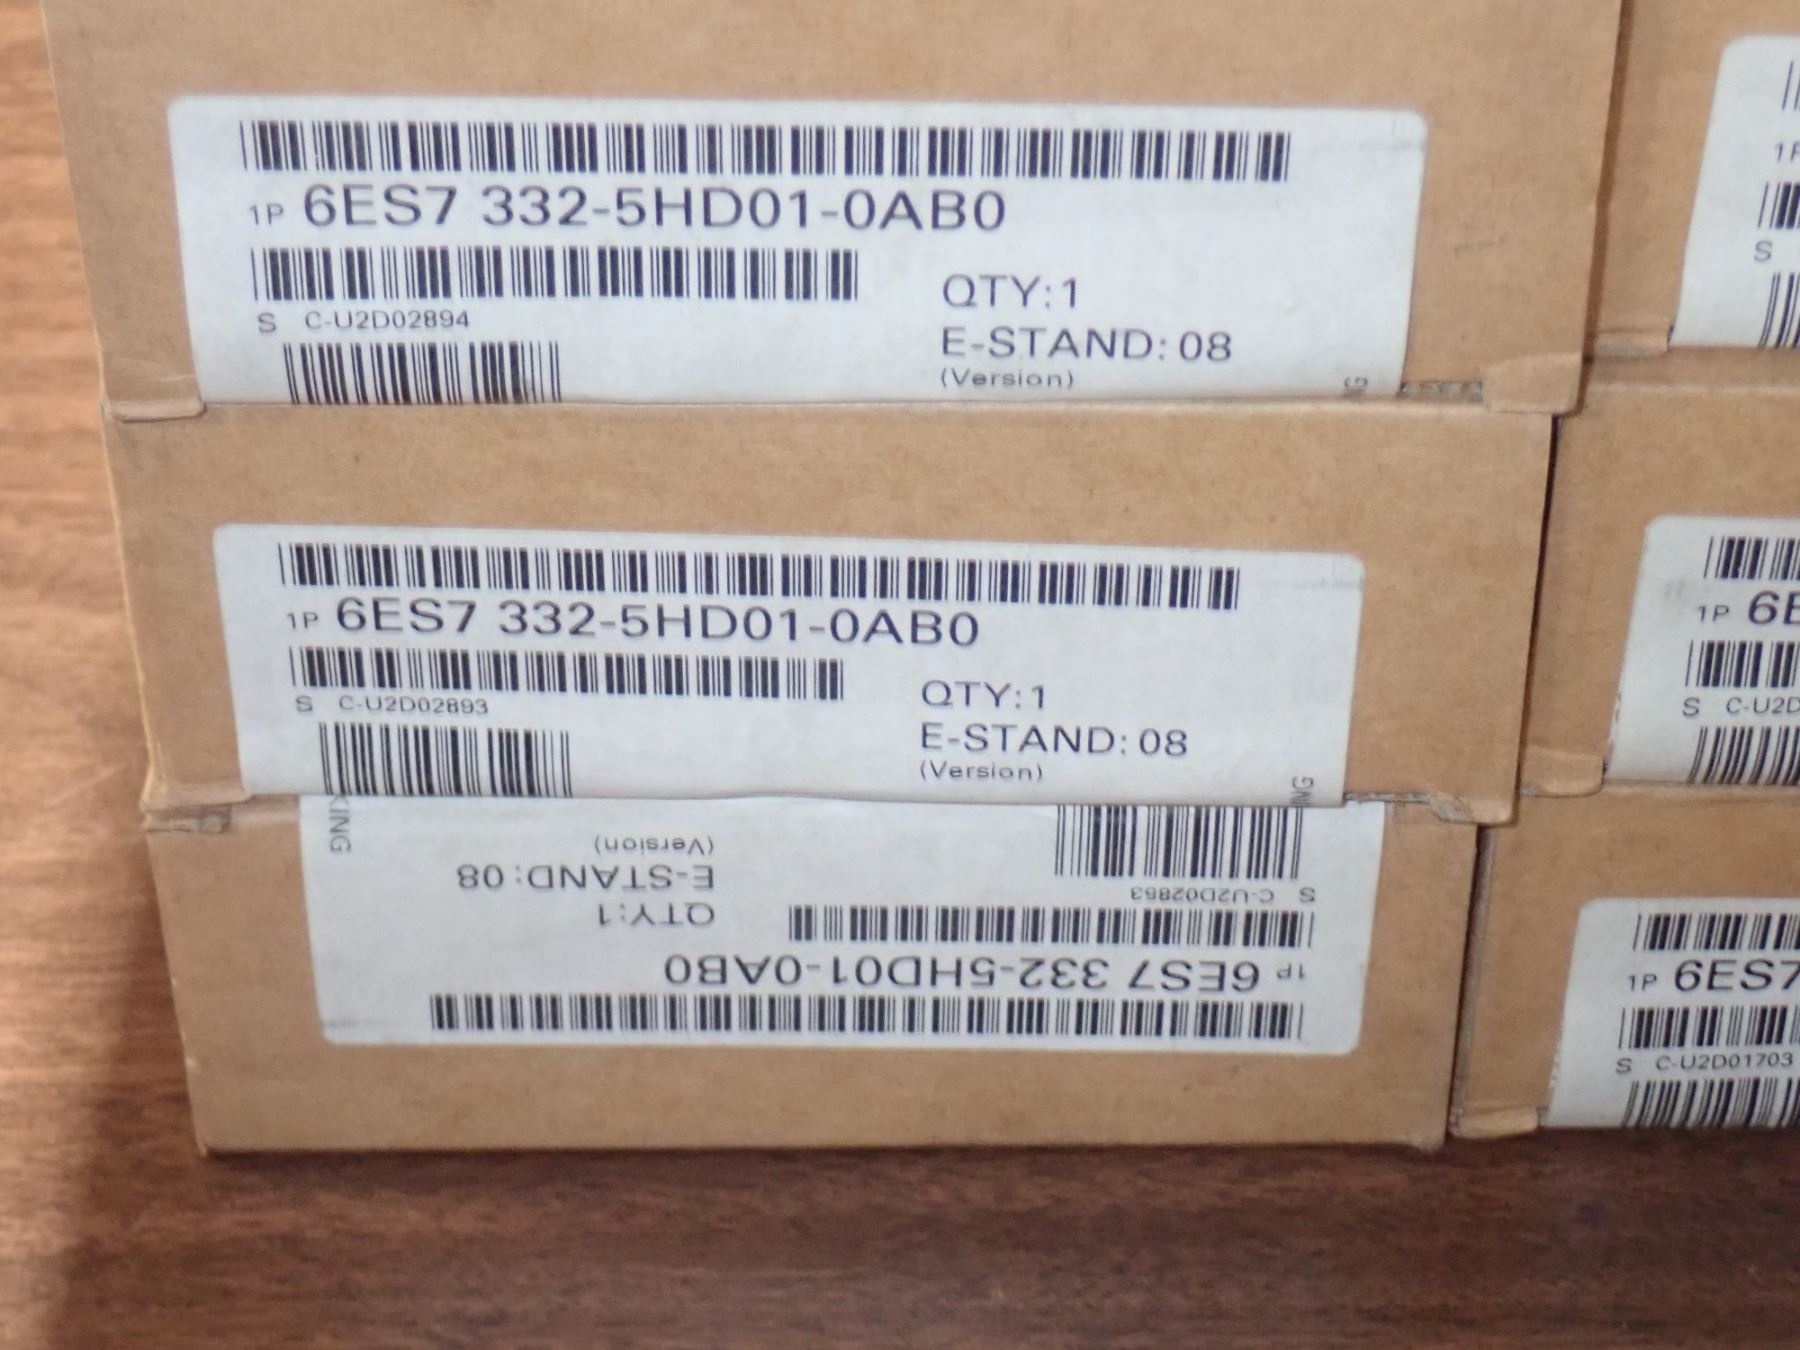 1P 6ES7 332-5HD01-0AB0
S C-U2D02894
QTY:1
E-STAND: 08
(Version)
1P 6ES7 332-5HD01-0AB0
S C-U2D02893
QTY:1
E-STAND: 08
(Version)
1P 6ES7 332-5HD01-0AB0
S C-U2D02853
QTY:1
E-STAND: 08
(Version)
KING
S
1P 6E
S C-U2D
1P 6ES7
S C-U2D01703